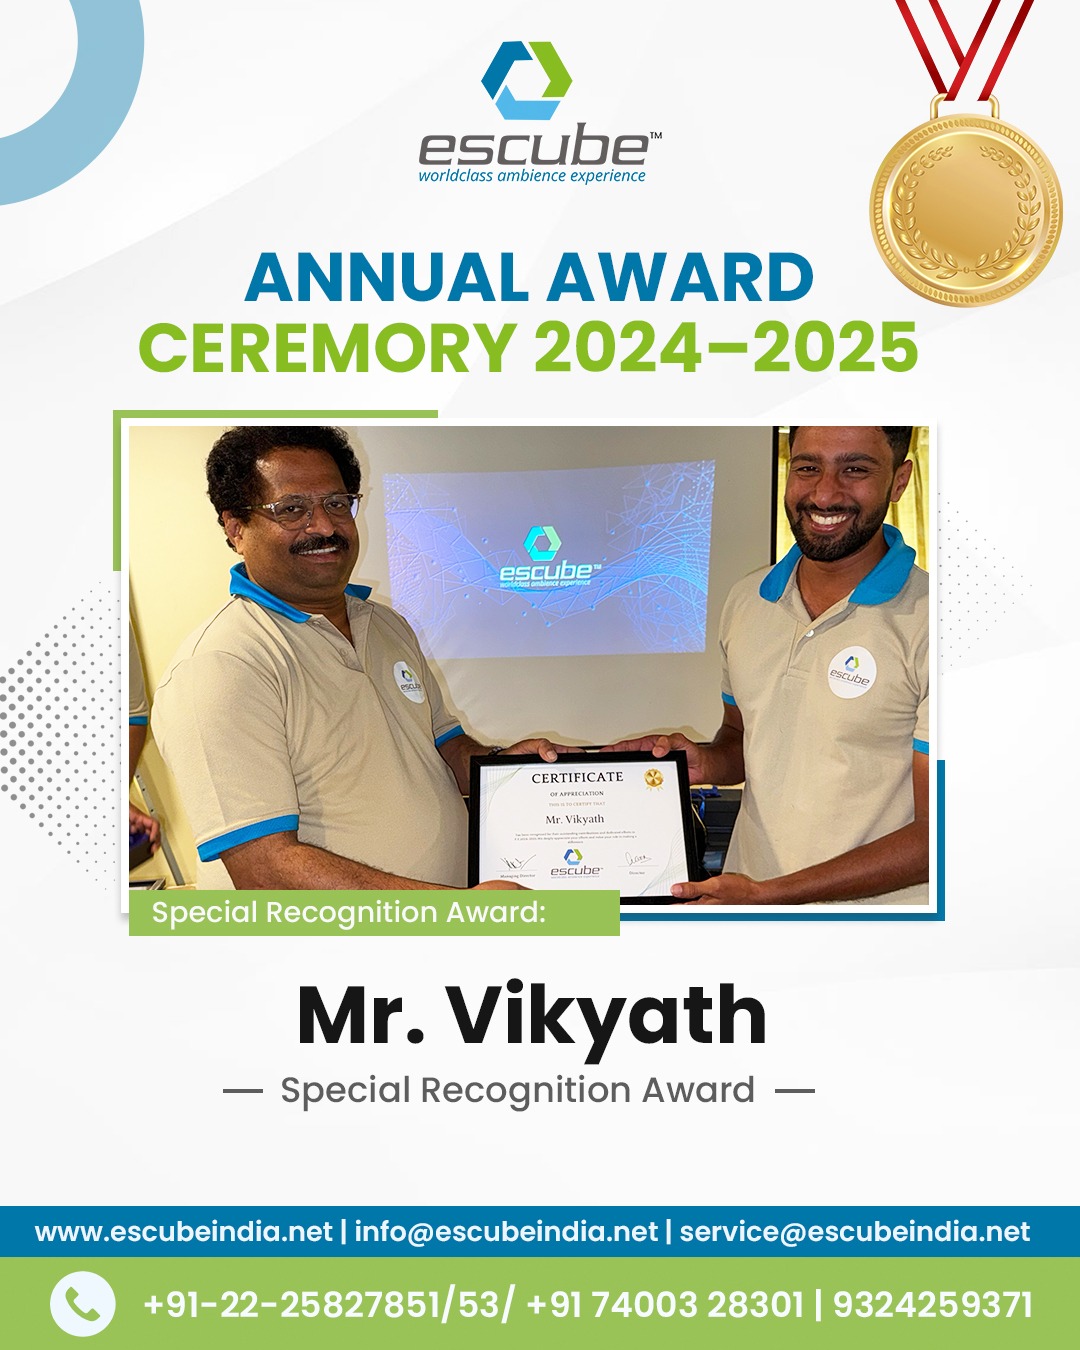 escube™
worldclass ambience experience
ANNUAL AWARD
CEREMORY 2024–2025
escube™
worldclass ambience experience
escube
escube
CERTIFICATE
OF APPRECIATION
THIS IS TO CERTIFY THAT
Mr. Vikyath
Managing Director
escube™
Director
Special Recognition Award:
Mr. Vikyath
Special Recognition Award
www.escubeindia.net | info@escubeindia.net | service@escubeindia.net
+91-22-25827851/53/ +91 74003 28301 | 9324259371